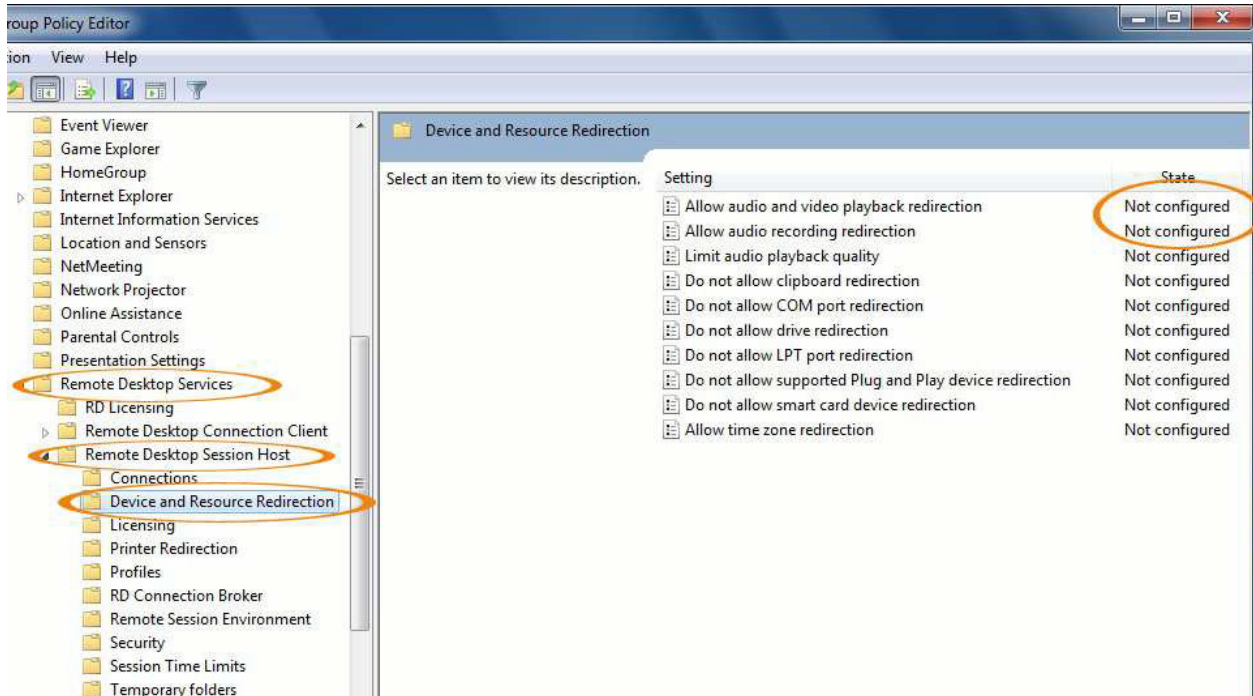 roup Policy Editor
tion View Help
Event Viewer
Game Explorer
HomeGroup
Internet Explorer
Internet Information Services
Location and Sensors
NetMeeting
Network Projector
Online Assistance
Parental Controls
Presentation Settings
Remote Desktop Services
RD Licensing
Remote Desktop Connection Client
Remote Desktop Session Host
Connections
Device and Resource Redirection
Licensing
Printer Redirection
Profiles
RD Connection Broker
Remote Session Environment
Security
Session Time Limits
Temporary folders
Device and Resource Redirection
Select an item to view its description.
Setting State
Allow audio and video playback redirection Not configured
Allow audio recording redirection Not configured
Limit audio playback quality Not configured
Do not allow clipboard redirection Not configured
Do not allow COM port redirection Not configured
Do not allow drive redirection Not configured
Do not allow LPT port redirection Not configured
Do not allow supported Plug and Play device redirection Not configured
Do not allow smart card device redirection Not configured
Allow time zone redirection Not configured